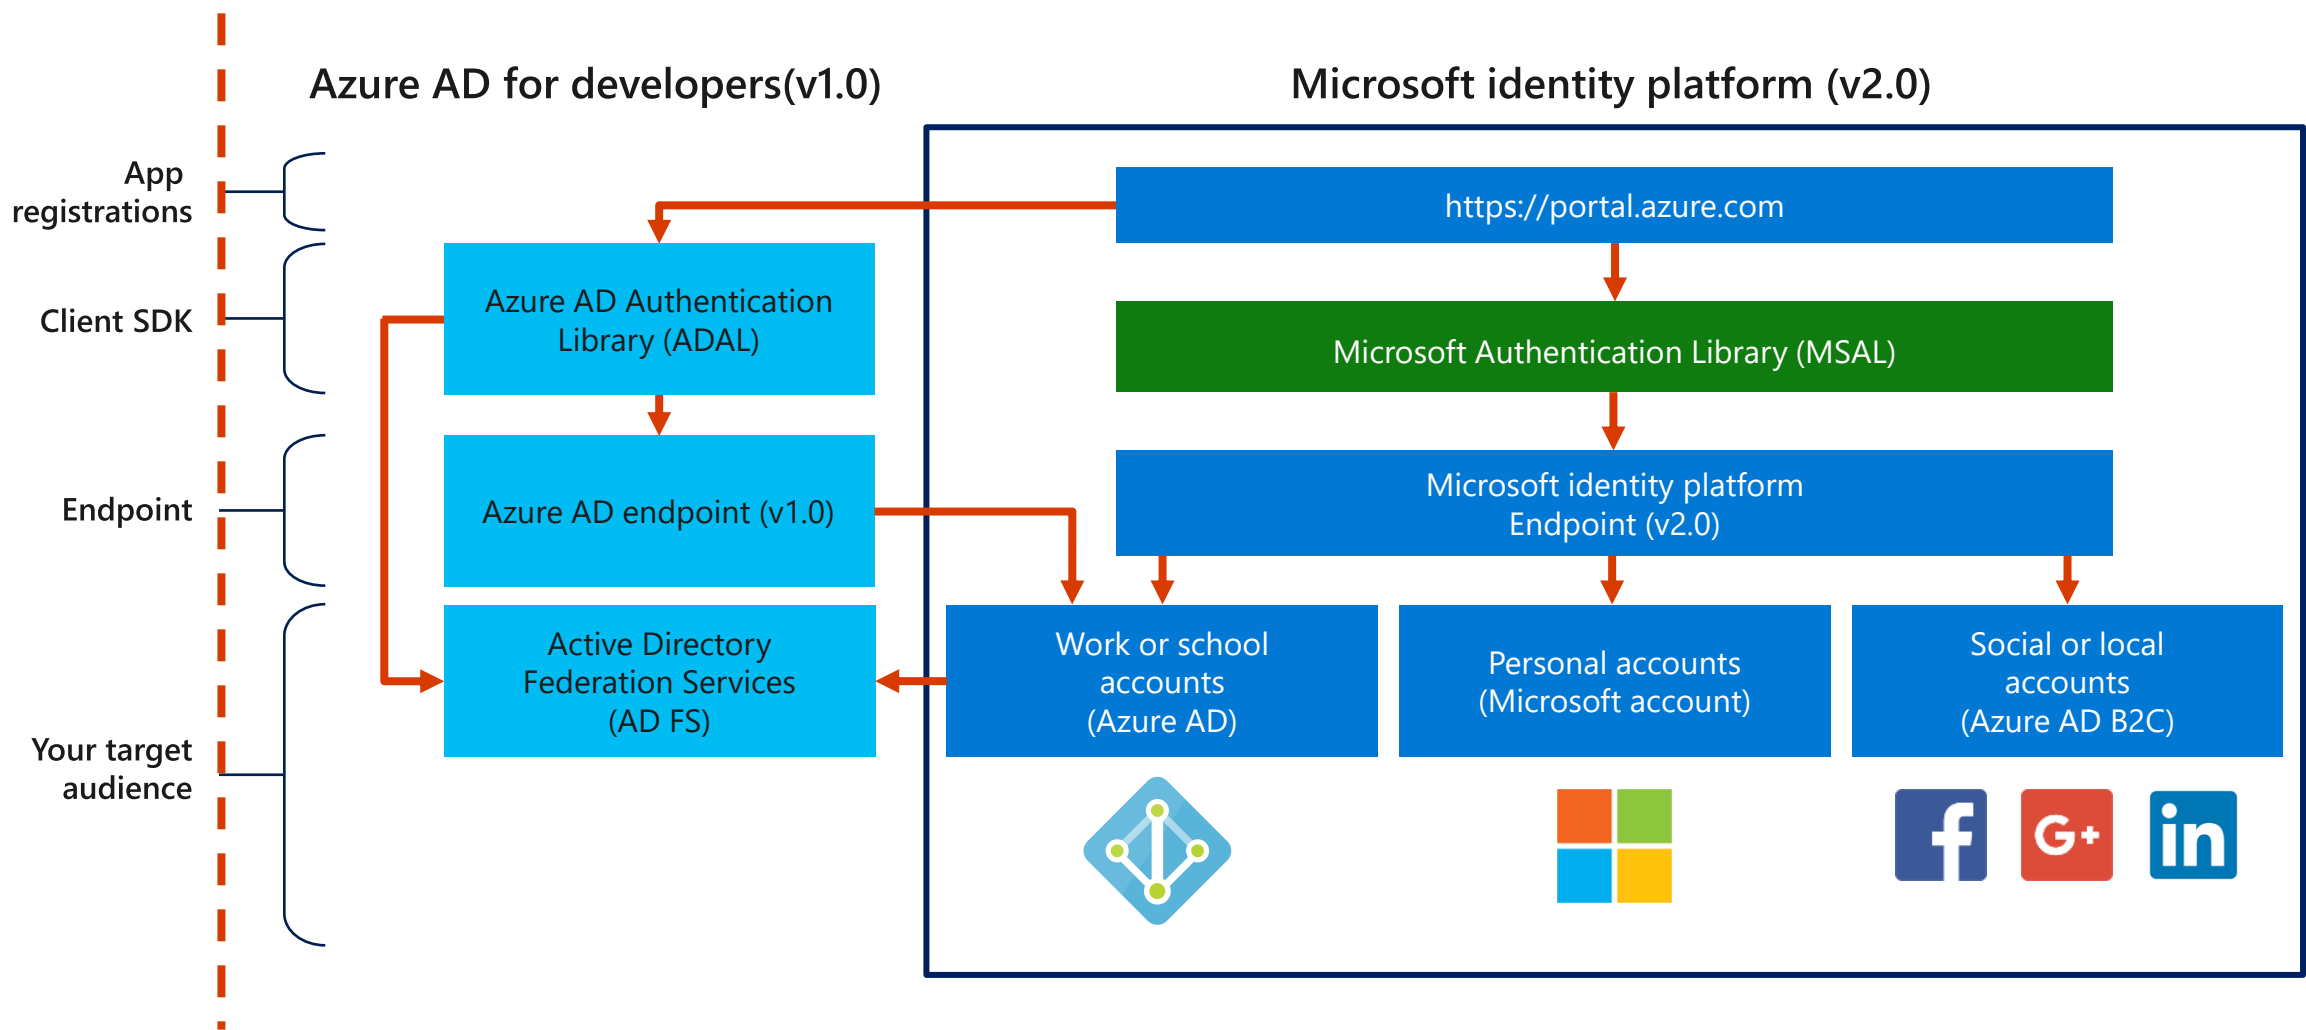 Azure AD for developers(v1.0)
Microsoft identity platform (v2.0)
App
registrations
https://portal.azure.com
Client SDK
Azure AD Authentication
Library (ADAL)
Microsoft Authentication Library (MSAL)
Endpoint
Azure AD endpoint (v1.0)
Microsoft identity platform
Endpoint (v2.0)
Your target
audience
Active Directory
Federation Services
(AD FS)
Work or school
accounts
(Azure AD)
Personal accounts
(Microsoft account)
Social or local
accounts
(Azure AD B2C)
f
G+
in